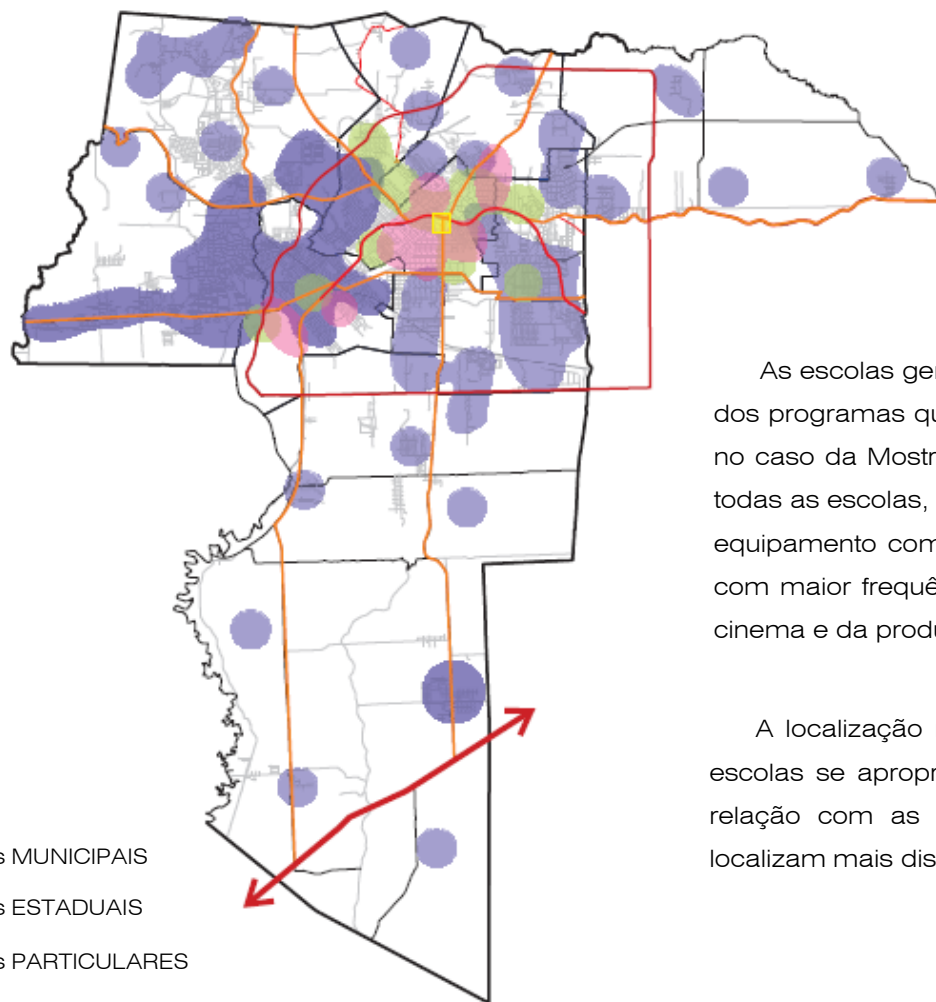 As escolas ger
dos programas qu
no caso da Mostr
todas as escolas,
equipamento com
com maior frequê
cinema e da produ
A localização
escolas se apropr
relação com as
localizam mais dis
s MUNICIPAIS
s ESTADUAIS
s PARTICULARES